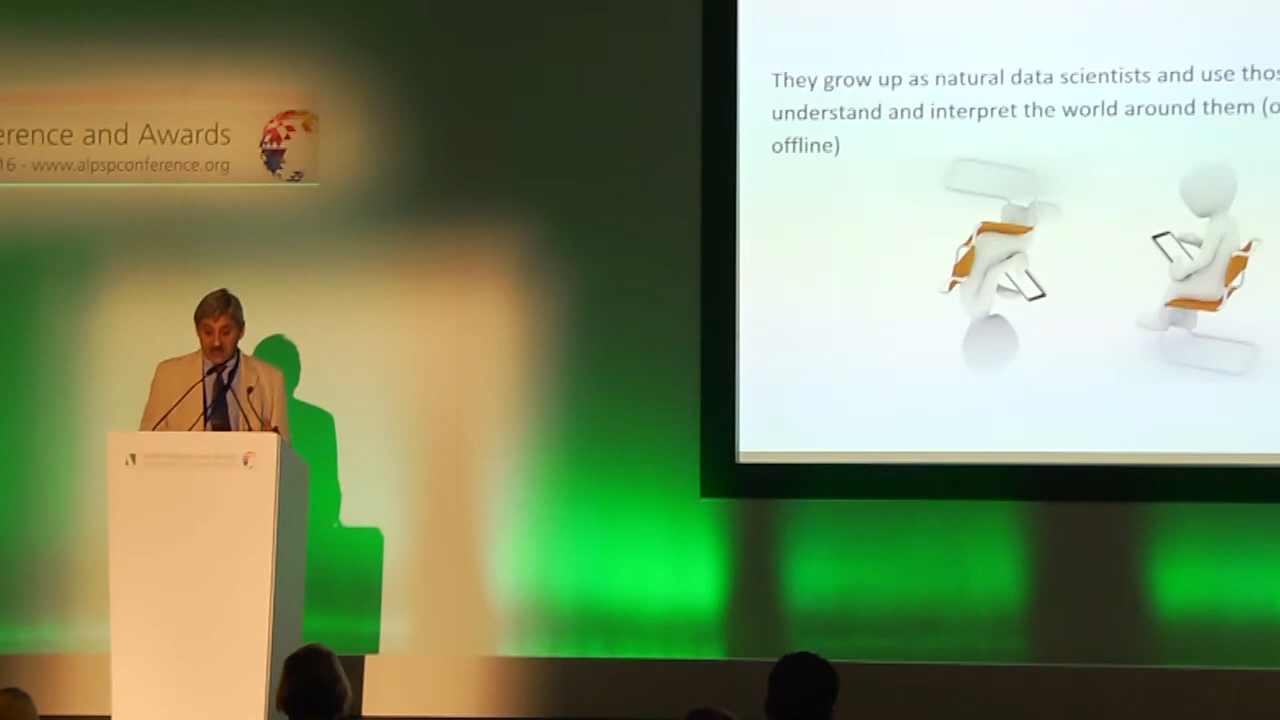 erence and Awards
16 - www.alpspconference.org
They grow up as natural data scientists and use thos
understand and interpret the world around them (o
offline)